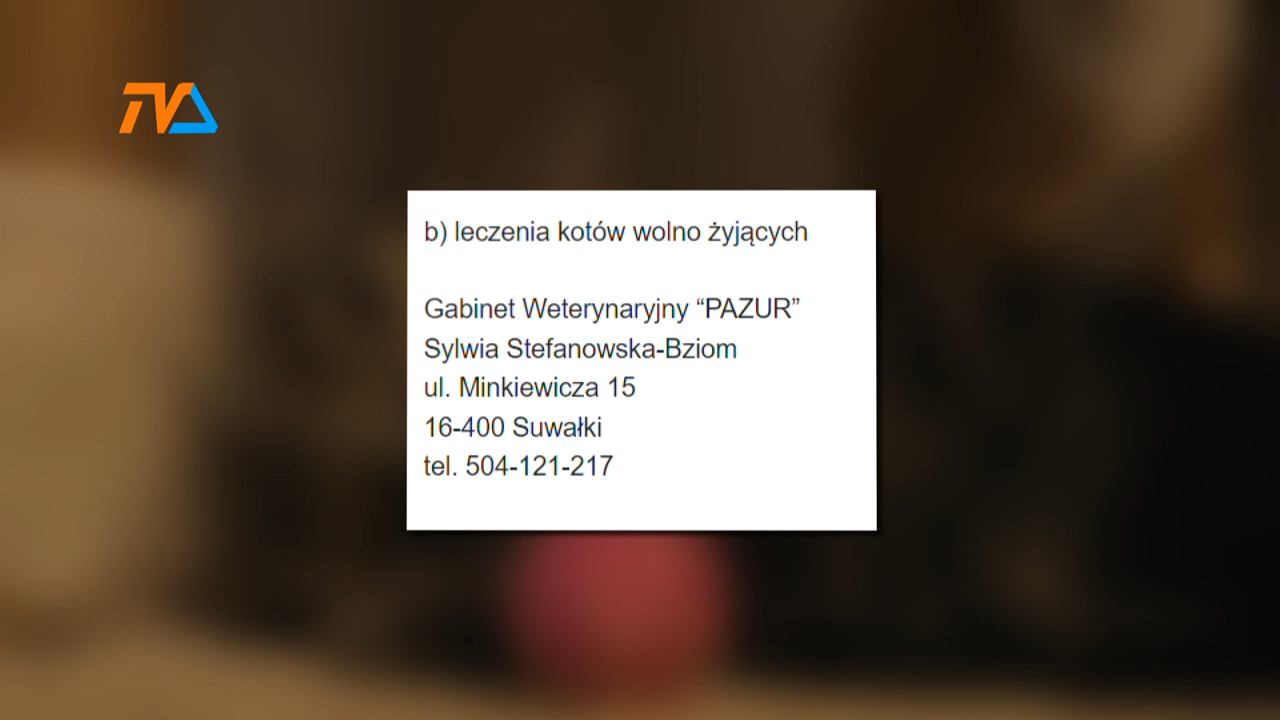 TVA
b) leczenia kotów wolno żyjących
Gabinet Weterynaryjny “PAZUR”
Sylwia Stefanowska-Bziom
ul. Minkiewicza 15
16-400 Suwałki
tel. 504-121-217